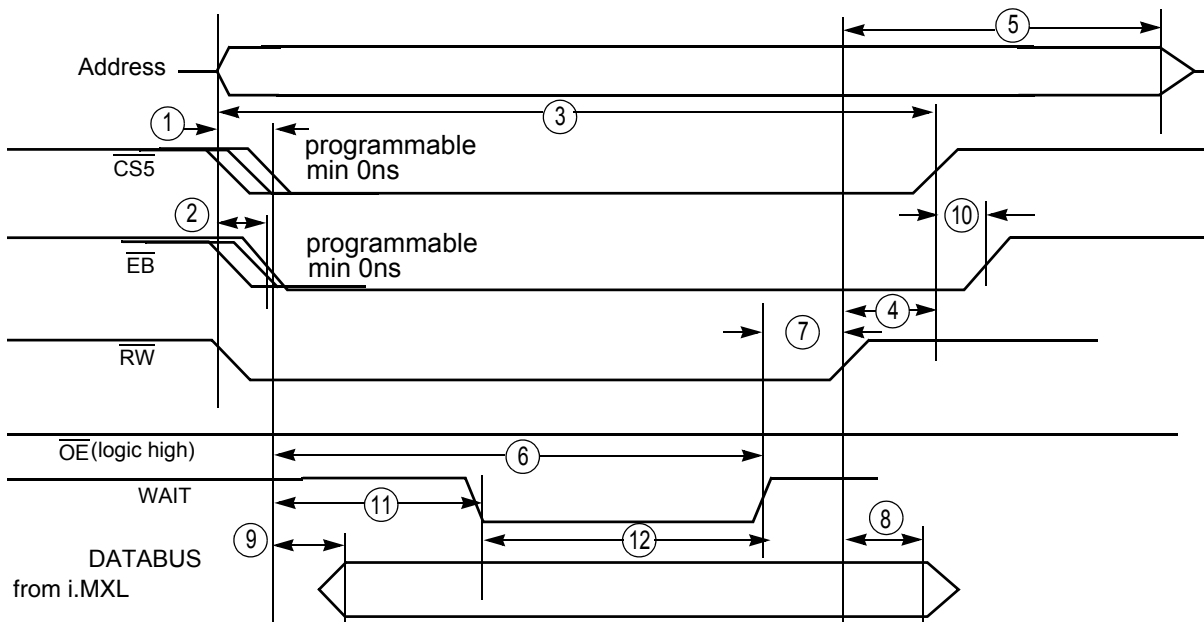 5
Address
1
3
programmable
min 0ns
CS5
2
10
programmable
min 0ns
EB
4
7
RW
OE(logic high)
6
WAIT
11
8
9
12
DATABUS
from i.MXL